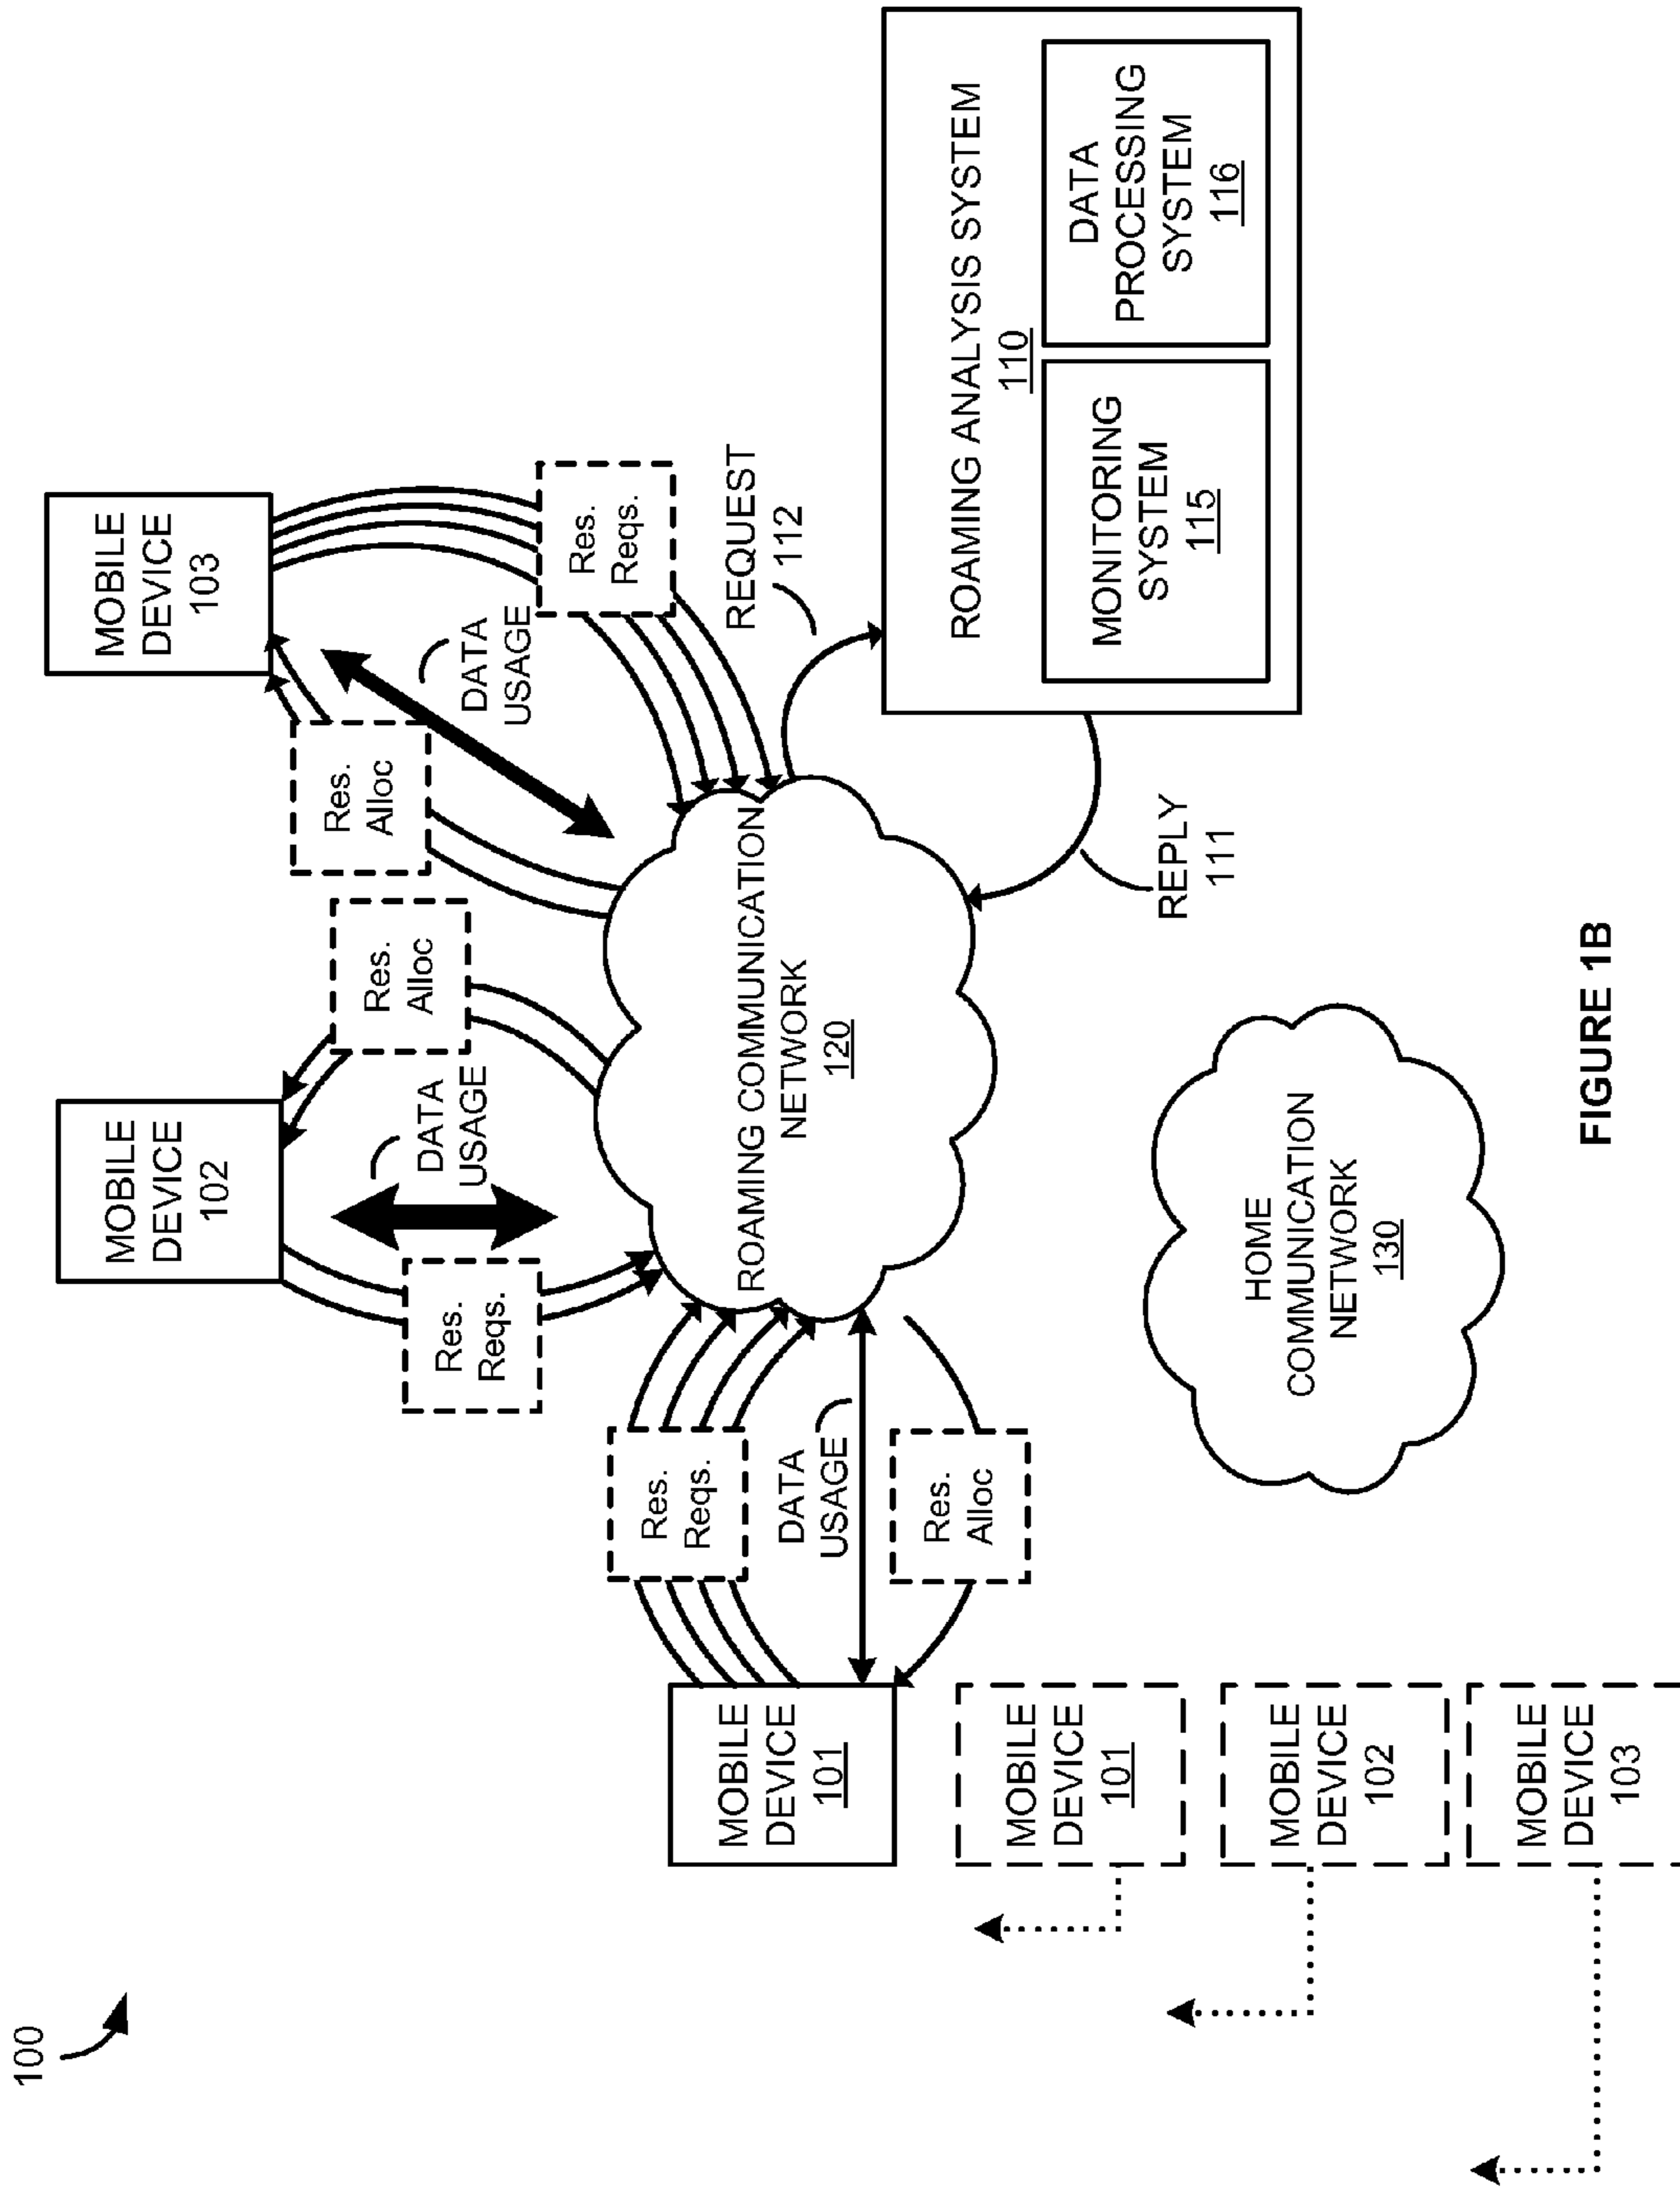 100
MOBILE
DEVICE
102
MOBILE
DEVICE
103
Res.
Reqs.
DATA
USAGE
Res.
Alloc
Res.
Alloc
DATA
USAGE
Res.
Reqs.
MOBILE
DEVICE
101
Res.
Reqs.
DATA
USAGE
Res.
Alloc
ROAMING COMMUNICATION
NETWORK
120
REQUEST
112
REPLY
111
ROAMING ANALYSIS SYSTEM
110
MONITORING
SYSTEM
115
DATA
PROCESSING
SYSTEM
116
MOBILE
DEVICE
101
MOBILE
DEVICE
102
MOBILE
DEVICE
103
HOME
COMMUNICATION
NETWORK
130
FIGURE 1B